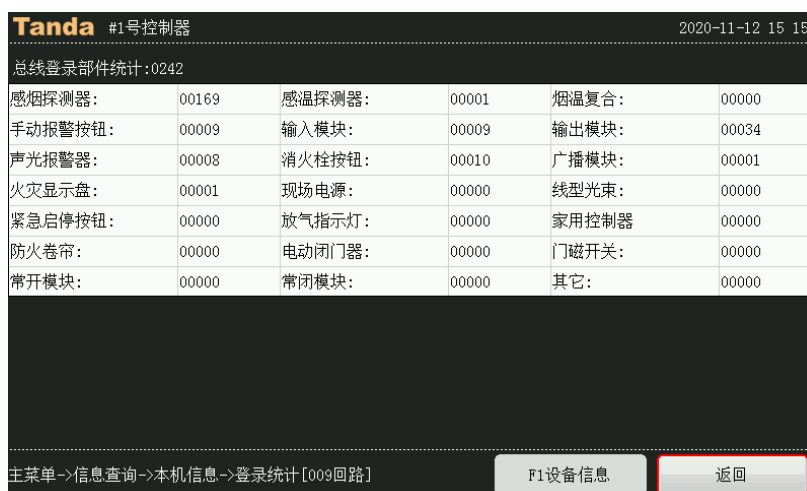 Tanda #1号控制器 2020-11-12 15 15
总线登录部件统计:0242
感烟探测器: 00169 感温探测器: 00001 烟温复合: 00000
手动报警按钮: 00009 输入模块: 00009 输出模块: 00034
声光报警器: 00008 消火栓按钮: 00010 广播模块: 00001
火灾显示盘: 00001 现场电源: 00000 线型光束: 00000
紧急启停按钮: 00000 放气指示灯: 00000 家用控制器 00000
防火卷帘: 00000 电动闭门器: 00000 门磁开关: 00000
常开模块: 00000 常闭模块: 00000 其它: 00000
主菜单->信息查询->本机信息->登录统计[009回路] F1设备信息 返回